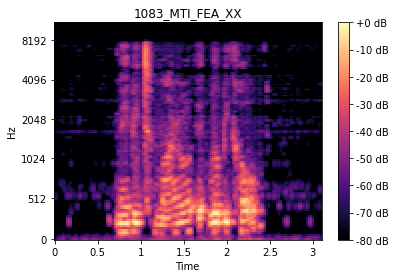 1083_MTI_FEA_XX
Hz
8192
4096
2048
1024
512
0
0 0.5 1 1.5 2 2.5 3
Time
+0 dB
-10 dB
-20 dB
-30 dB
-40 dB
-50 dB
-60 dB
-70 dB
-80 dB